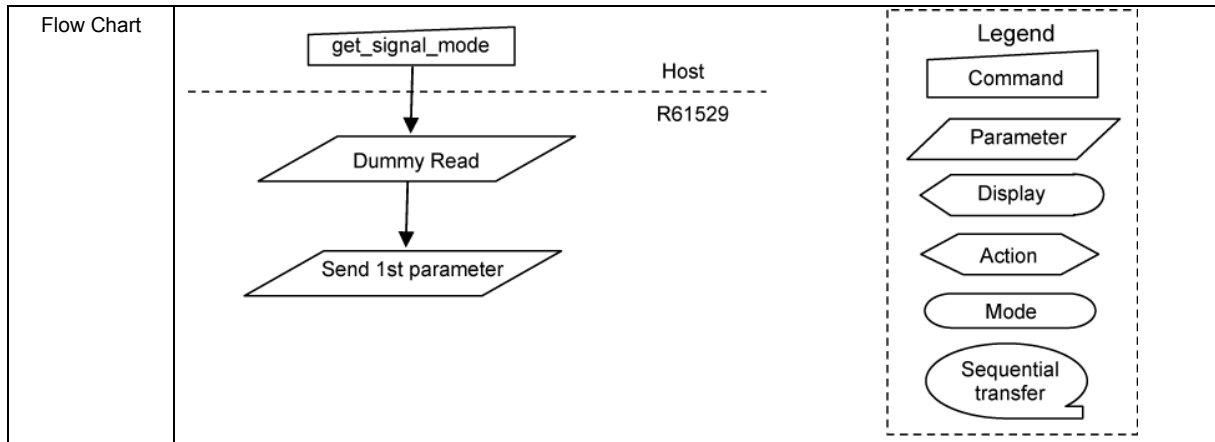 Flow Chart
get_signal_mode
Host
R61529
Dummy Read
Send 1st parameter
Legend
Command
Parameter
Display
Action
Mode
Sequential
transfer